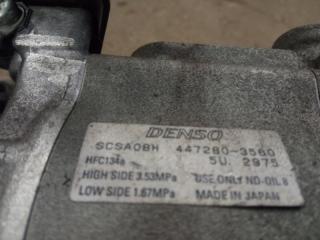 DENSO
SCSA08H 447280-3560
HFC134a 5U. 2975
HIGH SIDE 3.53MPa USE ONLY ND-OIL 8
LOW SIDE 1.67MPa MADE IN JAPAN